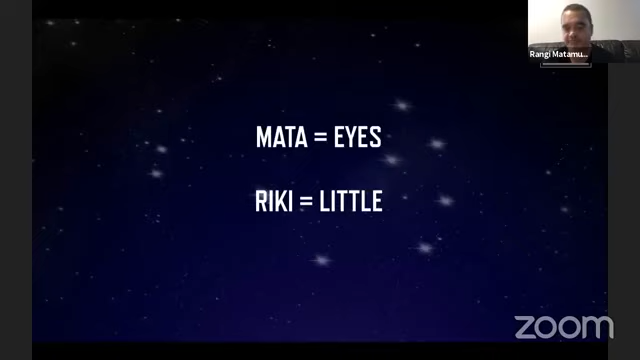 Rangi Matamu...
MATA = EYES
RIKI = LITTLE
zoom